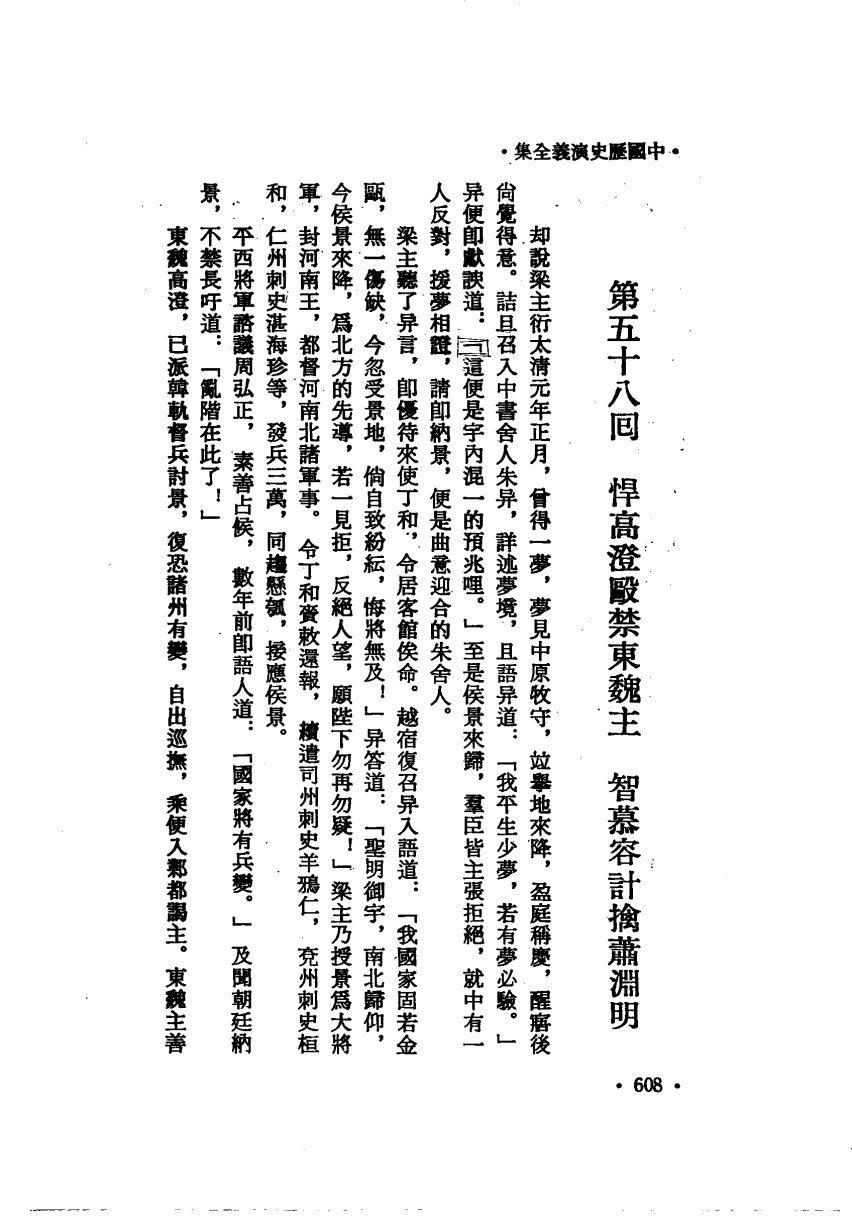 •中國歷史演義全集•
第五十八回　悍高澄毆禁東魏主　智慕容計擒蕭淵明
却說梁主衍太清元年正月，曾得一夢，夢見中原牧守，竝舉地來降，盈庭稱慶，醒寤後
尙覺得意。詰旦召入中書舍人朱异，詳述夢境，且語异道：「我平生少夢，若有夢必驗。」
异便卽獻諛道：「這便是宇內混一的預兆哩。」至是侯景來歸，羣臣皆主張拒絕，就中有一
人反對，援夢相證，請卽納景，便是曲意迎合的朱舍人。
梁主聽了异言，卽優待來使丁和，令居客館俟命。越宿復召异入語道：「我國家固若金
甌，無一傷缺，今忽受景地，倘自致紛紜，悔將無及！」异答道：「聖明御宇，南北歸仰，
今侯景來降，爲北方的先導，若一見拒，反絕人望，願陛下勿再勿疑！」梁主乃授景爲大將
軍，封河南王，都督河南北諸軍事。令丁和齎敕還報，續遣司州刺史羊鴉仁，兗州刺史桓
和，仁州刺史湛海珍等，發兵三萬，同趨懸瓠，接應侯景。
平西將軍諮議周弘正，素善占候，數年前卽語人道：「國家將有兵變。」及聞朝廷納
景，不禁長吁道：「亂階在此了！」
東魏高澄，已派韓軌督兵討景，復恐諸州有變，自出巡撫，乘便入鄴都謁主。東魏主善
•608•